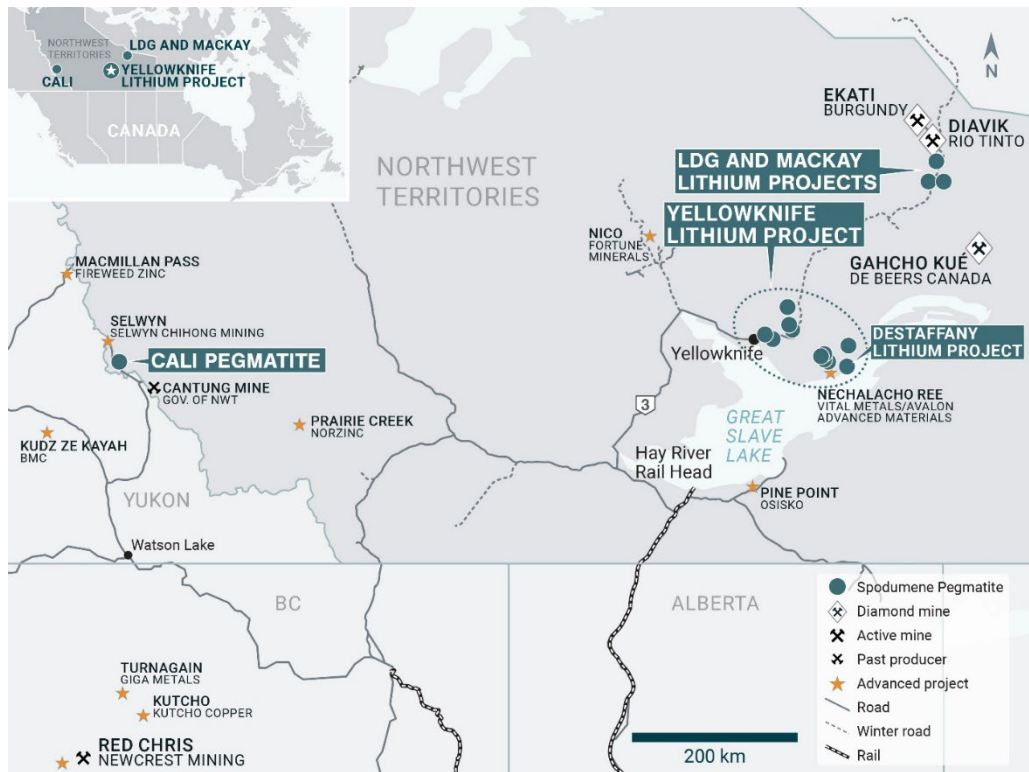 NORTHWEST
TERRITORIES
LDG AND MACKAY
YELLOWKNIFE
LITHIUM PROJECT
CALI
CANADA
N
NORTHWEST
TERRITORIES
EKATI
BURGUNDY
DIAVIK
RIO TINTO
LDG AND MACKAY
LITHIUM PROJECTS
YELLOWKNIFE
LITHIUM PROJECT
NICO
FORTUNE
MINERALS
GAHCHO KUÉ
DE BEERS CANADA
MACMILLAN PASS
FIREWEED ZINC
SELWYN
SELWYN CHIHONG MINING
CALI PEGMATITE
CANTUNG MINE
GOV. OF NWT
Yellowknife
DESTAFFANY
LITHIUM PROJECT
NECHALACHO REE
VITAL METALS/AVALON
ADVANCED MATERIALS
3
GREAT
SLAVE
LAKE
PRAIRIE CREEK
NORZINC
KUDZ ZE KAYAH
BMC
Hay River
Rail Head
PINE POINT
OSISKO
YUKON
Watson Lake
BC
ALBERTA
TURNAGAIN
GIGA METALS
KUTCHO
KUTCHO COPPER
RED CHRIS
NEWCREST MINING
Spodumene Pegmatite
Diamond mine
Active mine
Past producer
Advanced project
Road
Winter road
Rail
200 km